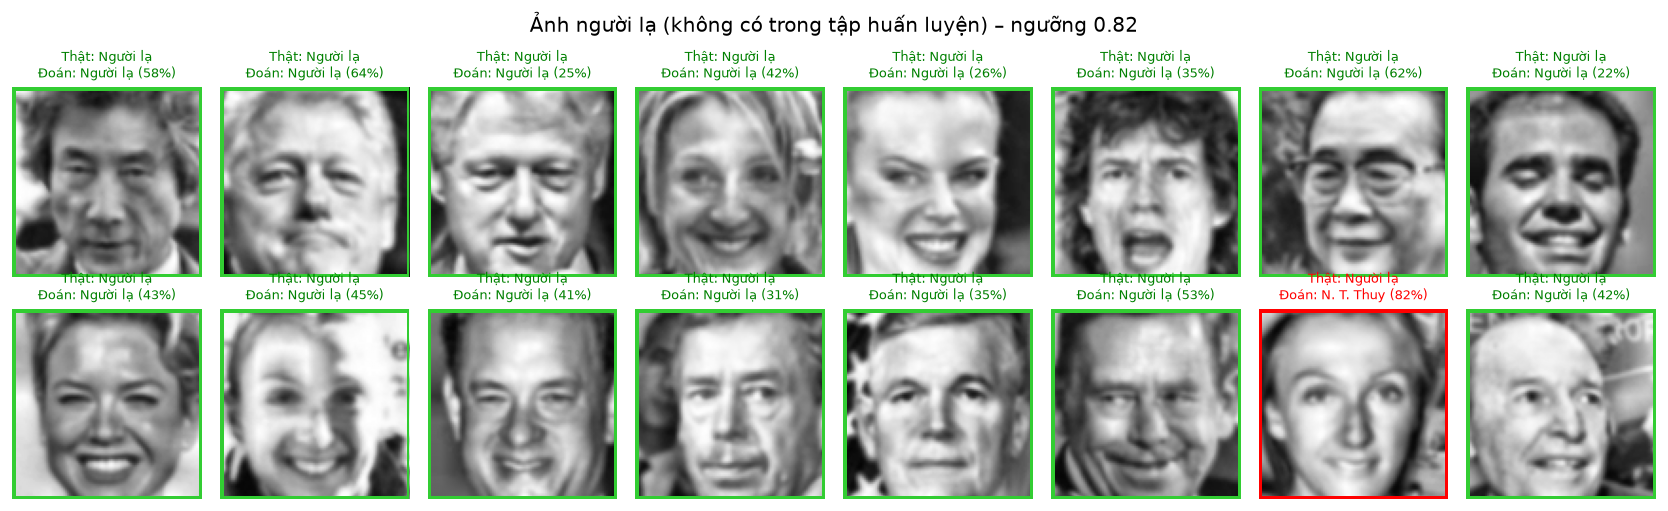 Ảnh người lạ (không có trong tập huấn luyện) – ngưỡng 0.82
Thật: Người lạ
Đoán: Người lạ (58%)
Thật: Người lạ
Đoán: Người lạ (64%)
Thật: Người lạ
Đoán: Người lạ (25%)
Thật: Người lạ
Đoán: Người lạ (42%)
Thật: Người lạ
Đoán: Người lạ (26%)
Thật: Người lạ
Đoán: Người lạ (35%)
Thật: Người lạ
Đoán: Người lạ (62%)
Thật: Người lạ
Đoán: Người lạ (22%)
Thật: Người lạ
Đoán: Người lạ (43%)
Thật: Người lạ
Đoán: Người lạ (45%)
Thật: Người lạ
Đoán: Người lạ (41%)
Thật: Người lạ
Đoán: Người lạ (31%)
Thật: Người lạ
Đoán: Người lạ (35%)
Thật: Người lạ
Đoán: Người lạ (53%)
Thật: Người lạ
Đoán: N. T. Thuy (82%)
Thật: Người lạ
Đoán: Người lạ (42%)